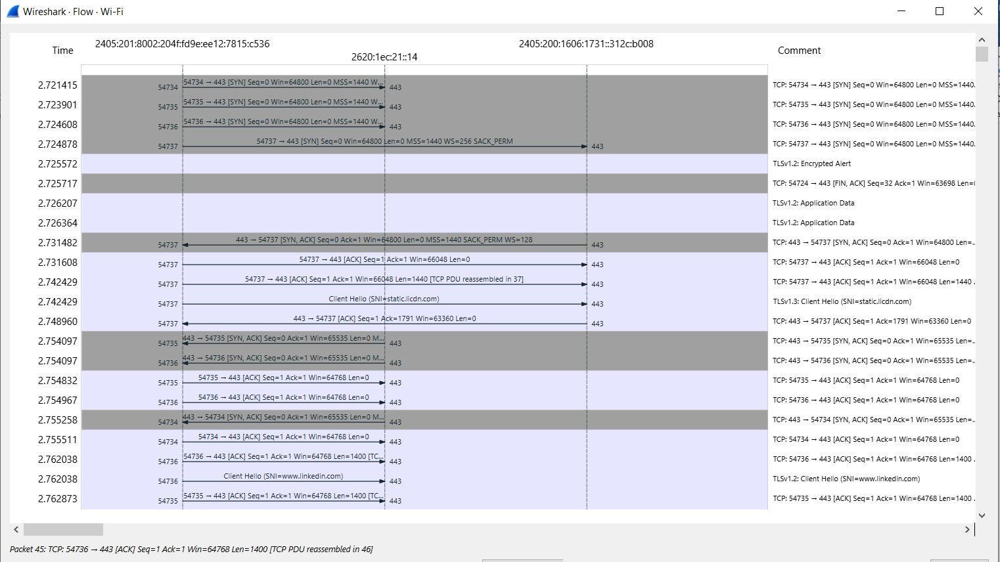 Wireshark · Flow · Wi-Fi
2405:201:8002:204f:fd9e:ee12:7815:c536
2405:200:1606:1731::312c:b008
Time
2620:1ec:21::14
Comment
2.721415 54734 54734 → 443 [SYN] Seq=0 Win=64800 Len=0 MSS=1440 W... 443 TCP: 54734 → 443 [SYN] Seq=0 Win=64800 Len=0 MSS=1440.
2.723901 54735 54735 → 443 [SYN] Seq=0 Win=64800 Len=0 MSS=1440 W... 443 TCP: 54735 → 443 [SYN] Seq=0 Win=64800 Len=0 MSS=1440.
2.724608 54736 54736 → 443 [SYN] Seq=0 Win=64800 Len=0 MSS=1440 W... 443 TCP: 54736 → 443 [SYN] Seq=0 Win=64800 Len=0 MSS=1440.
2.724878 54737 54737 → 443 [SYN] Seq=0 Win=64800 Len=0 MSS=1440 WS=256 SACK_PERM 443 TCP: 54737 → 443 [SYN] Seq=0 Win=64800 Len=0 MSS=1440.
2.725572 TLSv1.2: Encrypted Alert
2.725717 TCP: 54724 → 443 [FIN, ACK] Seq=32 Ack=1 Win=63698 Len=
2.726207 TLSv1.2: Application Data
2.726364 TLSv1.2: Application Data
2.731482 54737 443 → 54737 [SYN, ACK] Seq=0 Ack=1 Win=64800 Len=0 MSS=1440 SACK_PERM WS=128 443 TCP: 443 → 54737 [SYN, ACK] Seq=0 Ack=1 Win=64800 Len=..
2.731608 54737 54737 → 443 [ACK] Seq=1 Ack=1 Win=66048 Len=0 443 TCP: 54737 → 443 [ACK] Seq=1 Ack=1 Win=66048 Len=0
2.742429 54737 54737 → 443 [ACK] Seq=1 Ack=1 Win=66048 Len=1440 [TCP PDU reassembled in 37] 443 TCP: 54737 → 443 [ACK] Seq=1 Ack=1 Win=66048 Len=1440 .
2.742429 54737 Client Hello (SNI=static.licdn.com) 443 TLSv1.3: Client Hello (SNI=static.licdn.com)
2.748960 54737 443 → 54737 [ACK] Seq=1 Ack=1791 Win=63360 Len=0 443 TCP: 443 → 54737 [ACK] Seq=1 Ack=1791 Win=63360 Len=0
2.754097 54735 443 → 54735 [SYN, ACK] Seq=0 Ack=1 Win=65535 Len=0 M... 443 TCP: 443 → 54735 [SYN, ACK] Seq=0 Ack=1 Win=65535 Len=..
2.754097 54736 443 → 54736 [SYN, ACK] Seq=0 Ack=1 Win=65535 Len=0 M... 443 TCP: 443 → 54736 [SYN, ACK] Seq=0 Ack=1 Win=65535 Len=..
2.754832 54735 54735 → 443 [ACK] Seq=1 Ack=1 Win=64768 Len=0 443 TCP: 54735 → 443 [ACK] Seq=1 Ack=1 Win=64768 Len=0
2.754967 54736 54736 → 443 [ACK] Seq=1 Ack=1 Win=64768 Len=0 443 TCP: 54736 → 443 [ACK] Seq=1 Ack=1 Win=64768 Len=0
2.755258 54734 443 → 54734 [SYN, ACK] Seq=0 Ack=1 Win=65535 Len=0 M... 443 TCP: 443 → 54734 [SYN, ACK] Seq=0 Ack=1 Win=65535 Len=..
2.755511 54734 54734 → 443 [ACK] Seq=1 Ack=1 Win=64768 Len=0 443 TCP: 54734 → 443 [ACK] Seq=1 Ack=1 Win=64768 Len=0
2.762038 54736 54736 → 443 [ACK] Seq=1 Ack=1 Win=64768 Len=1400 [TC... 443 TCP: 54736 → 443 [ACK] Seq=1 Ack=1 Win=64768 Len=1400 .
2.762038 54736 Client Hello (SNI=www.linkedin.com) 443 TLSv1.2: Client Hello (SNI=www.linkedin.com)
2.762873 54735 54735 → 443 [ACK] Seq=1 Ack=1 Win=64768 Len=1400 [TC... 443 TCP: 54735 → 443 [ACK] Seq=1 Ack=1 Win=64768 Len=1400 .
Packet 45: TCP: 54736 → 443 [ACK] Seq=1 Ack=1 Win=64768 Len=1400 [TCP PDU reassembled in 46]